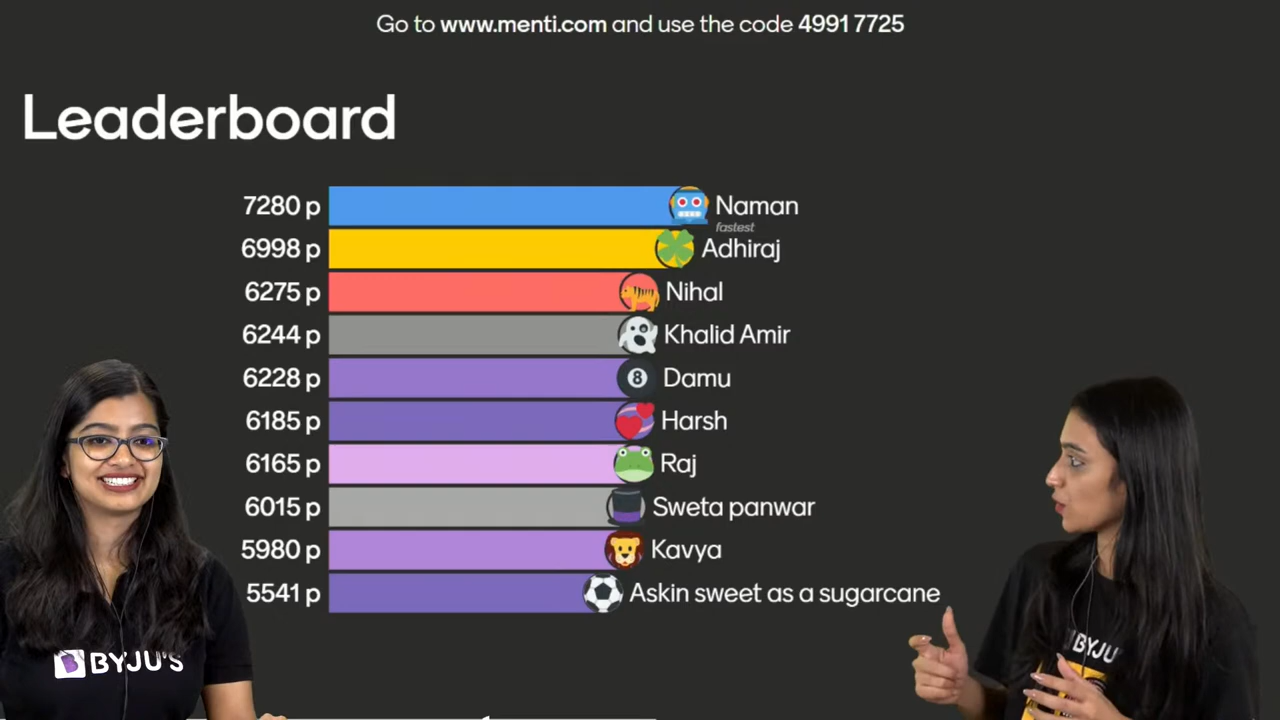 Go to www.menti.com and use the code 4991 7725
Leaderboard
7280 p Naman
fastest
6998 p Adhiraj
6275 p Nihal
6244 p Khalid Amir
8
6228 p Damu
6185 p Harsh
6165 p Raj
6015 p Sweta panwar
5980 p Kavya
5541 p Askin sweet as a sugarcane
BYJU'S
BYJU'